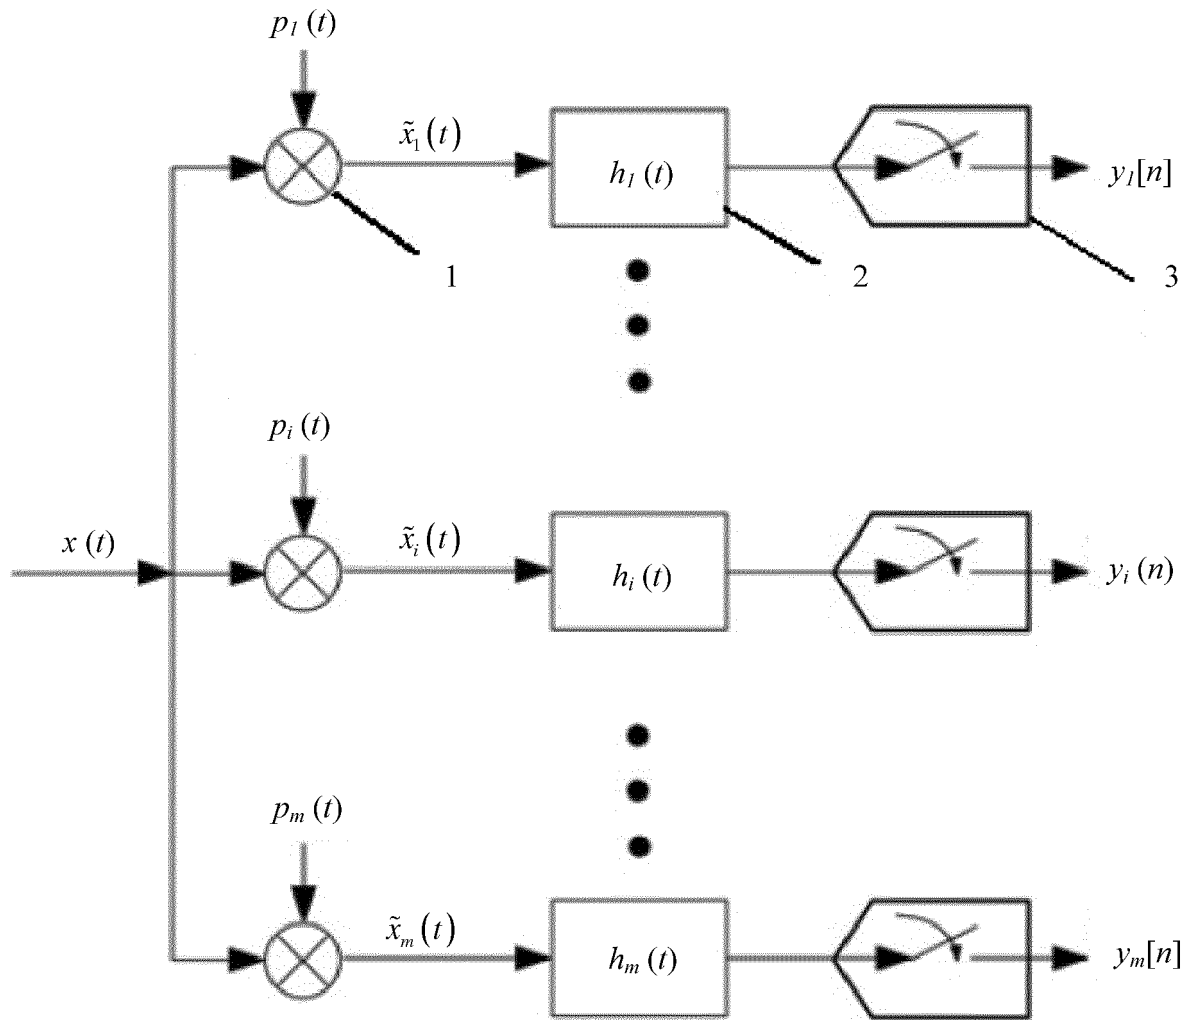 p₁ (t)
x̃₁(t)
h₁ (t)
y₁[n]
1
2
3
pᵢ (t)
x (t)
x̃ᵢ(t)
hᵢ (t)
yᵢ (n)
pₘ (t)
x̃ₘ(t)
hₘ (t)
yₘ[n]